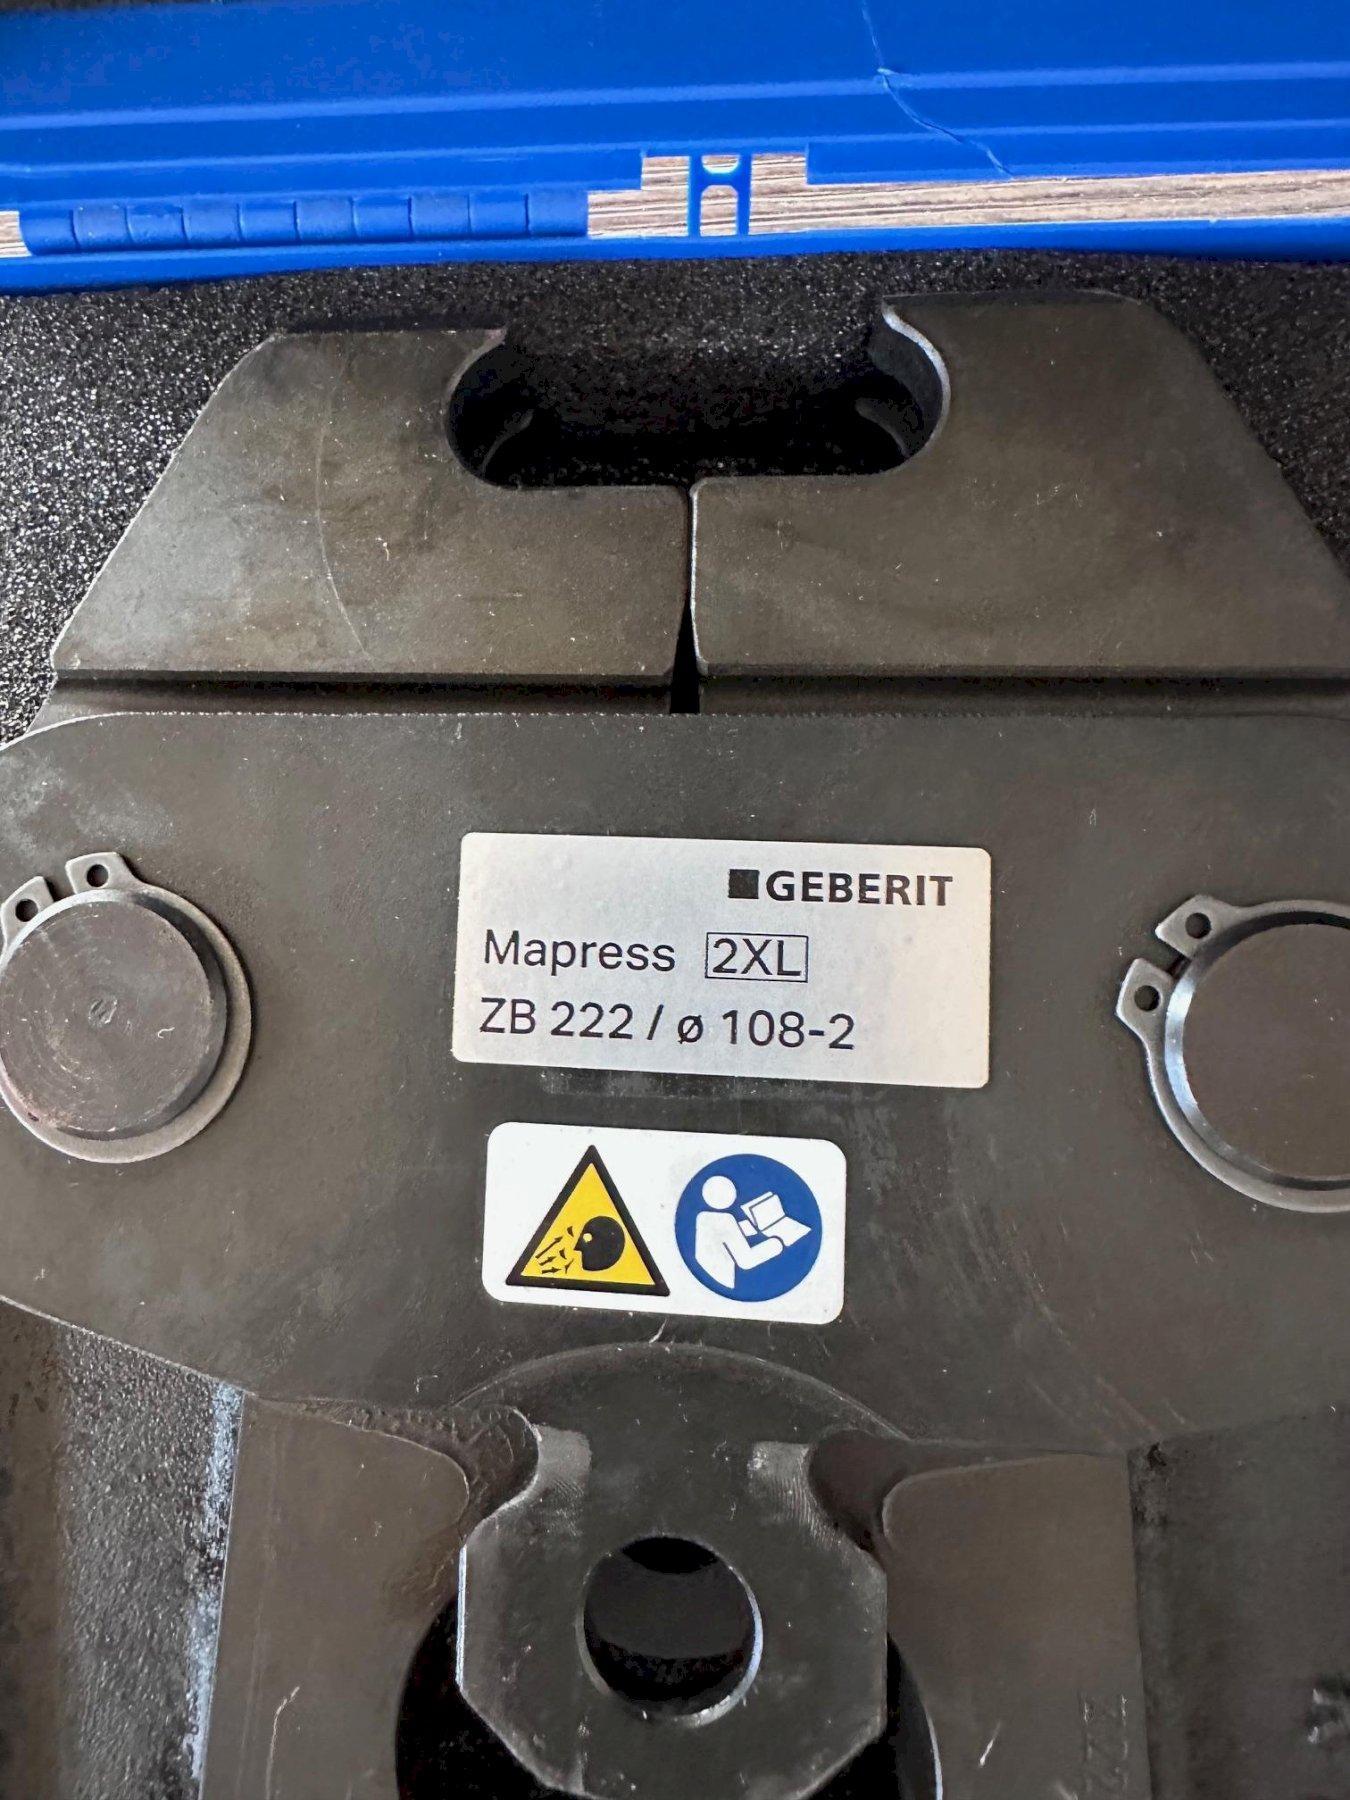 GEBERIT
Mapress 2XL
ZB 222 / ø 108-2